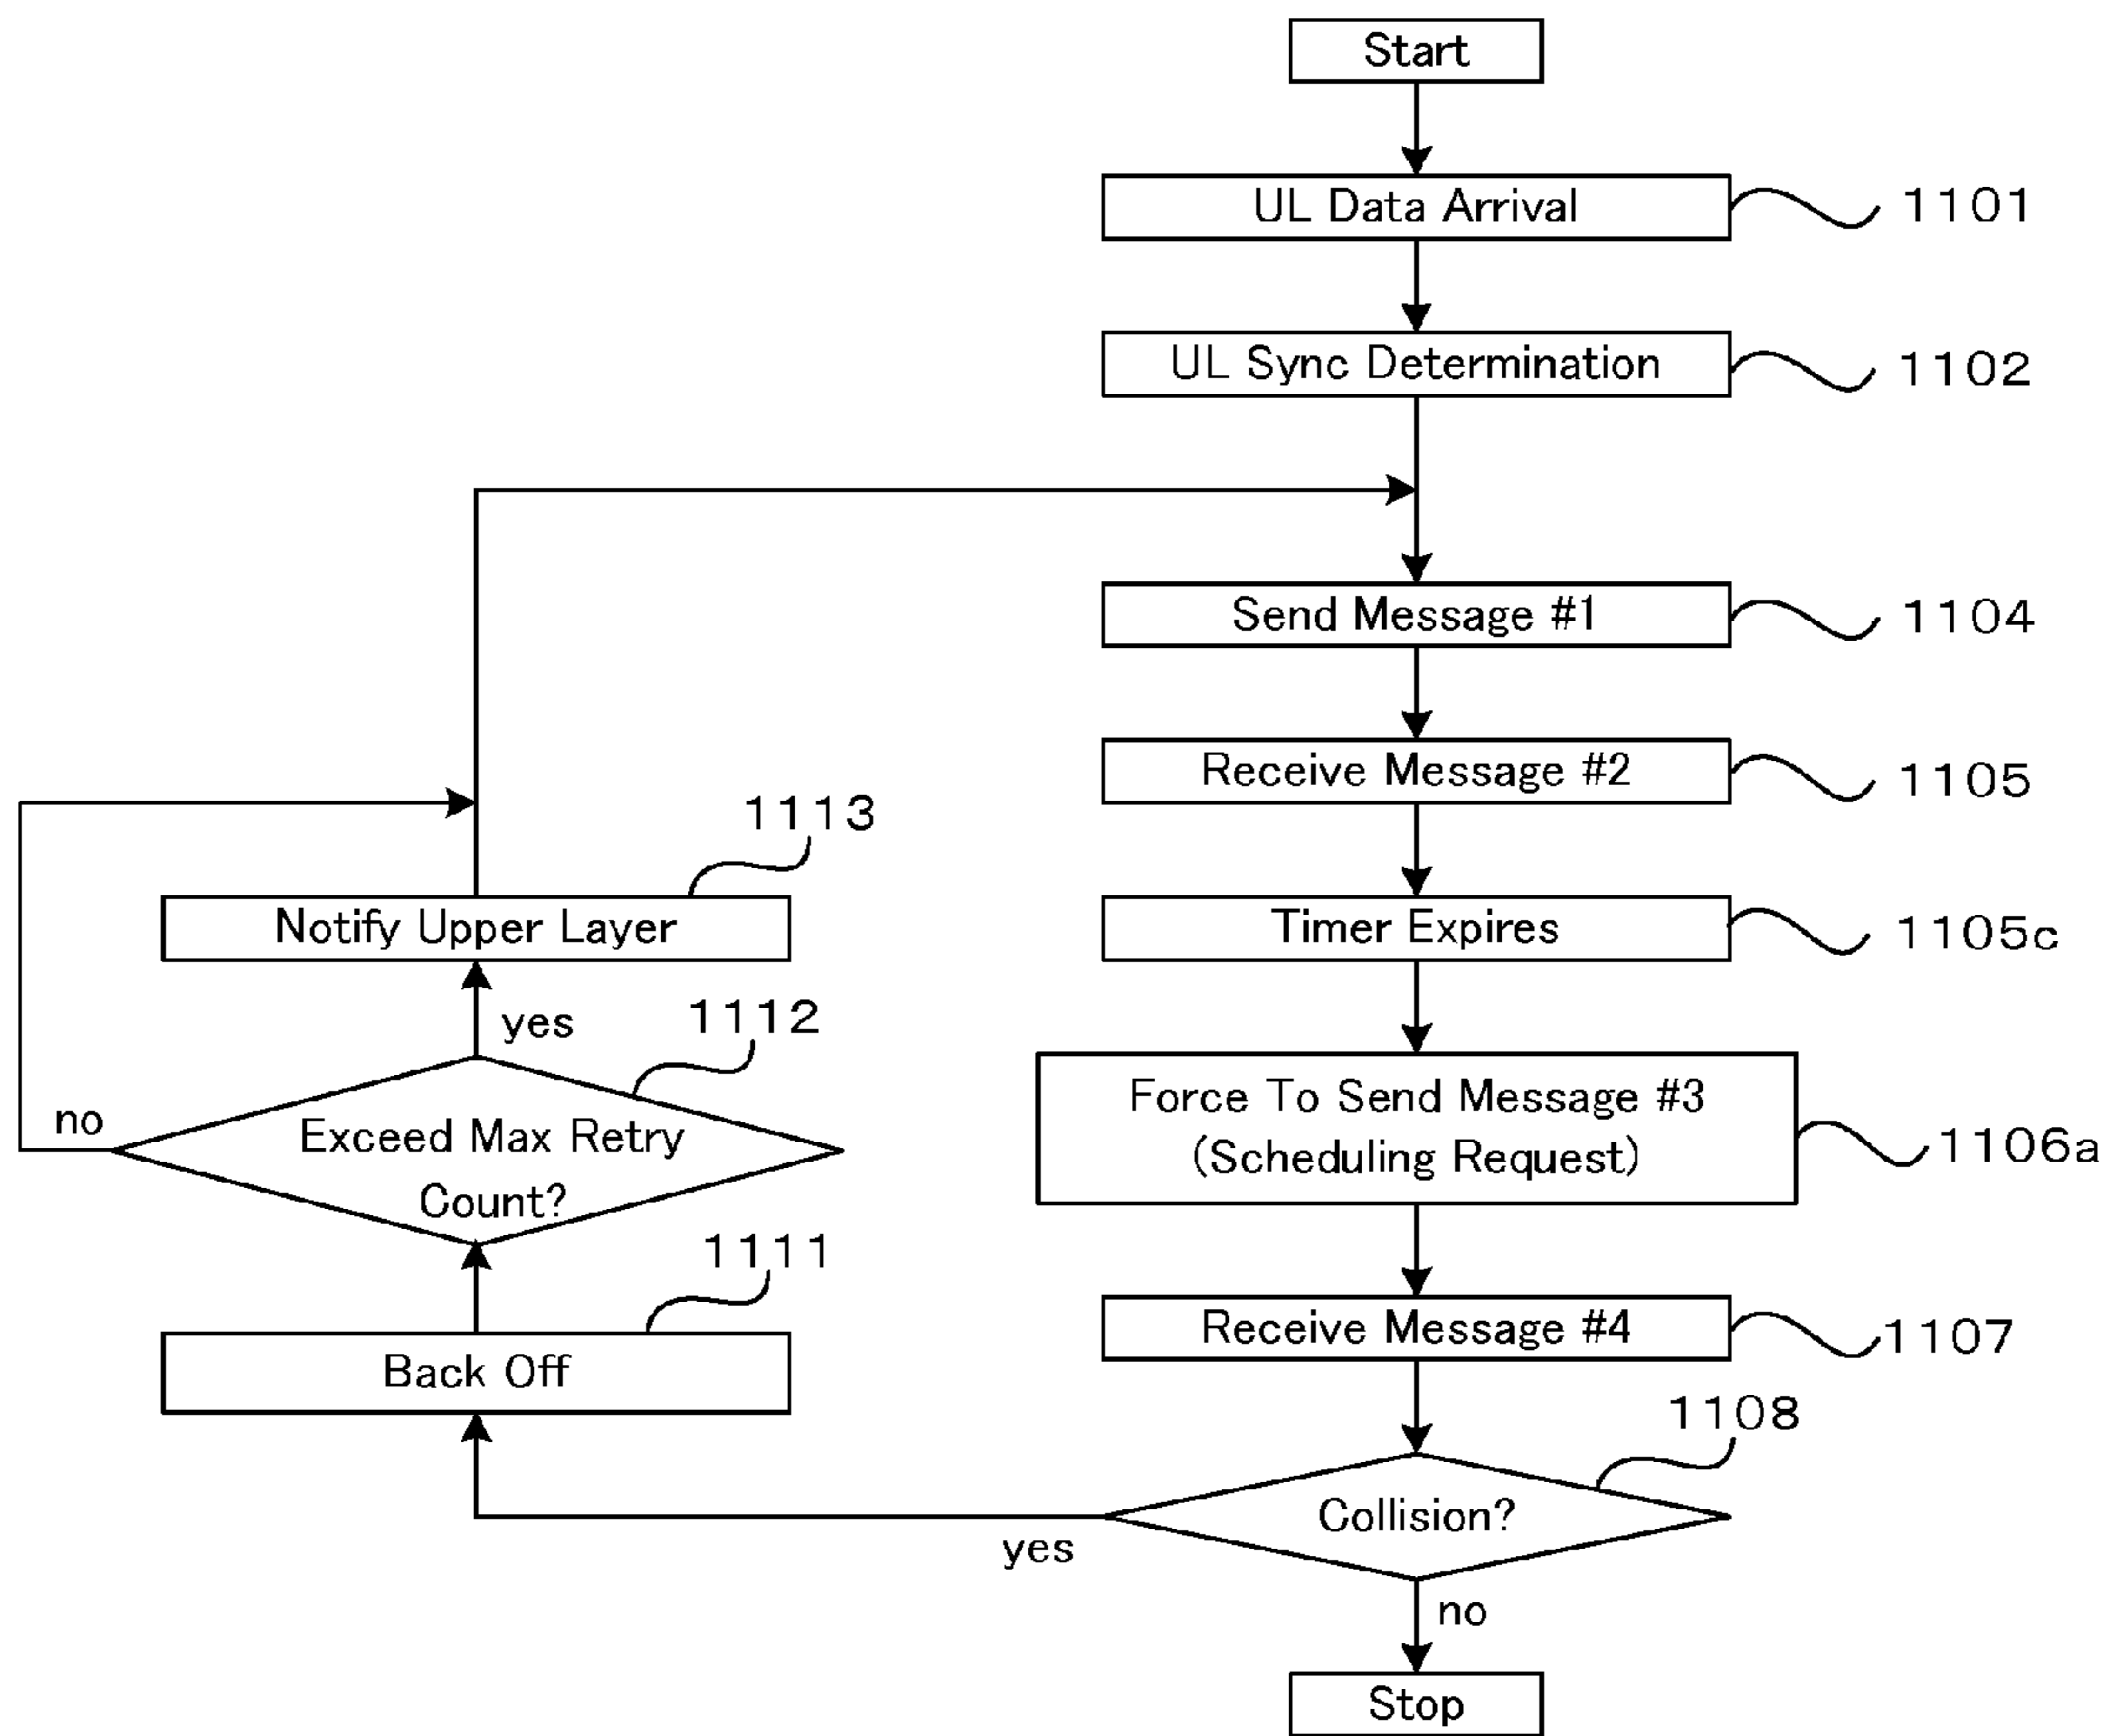 Start
UL Data Arrival
1101
UL Sync Determination
1102
Send Message #1
1104
Receive Message #2
1105
Timer Expires
1105c
Force To Send Message #3
(Scheduling Request)
1106a
Receive Message #4
1107
Collision?
1108
yes
no
Stop
Back Off
1111
Exceed Max Retry
Count?
1112
no
yes
Notify Upper Layer
1113